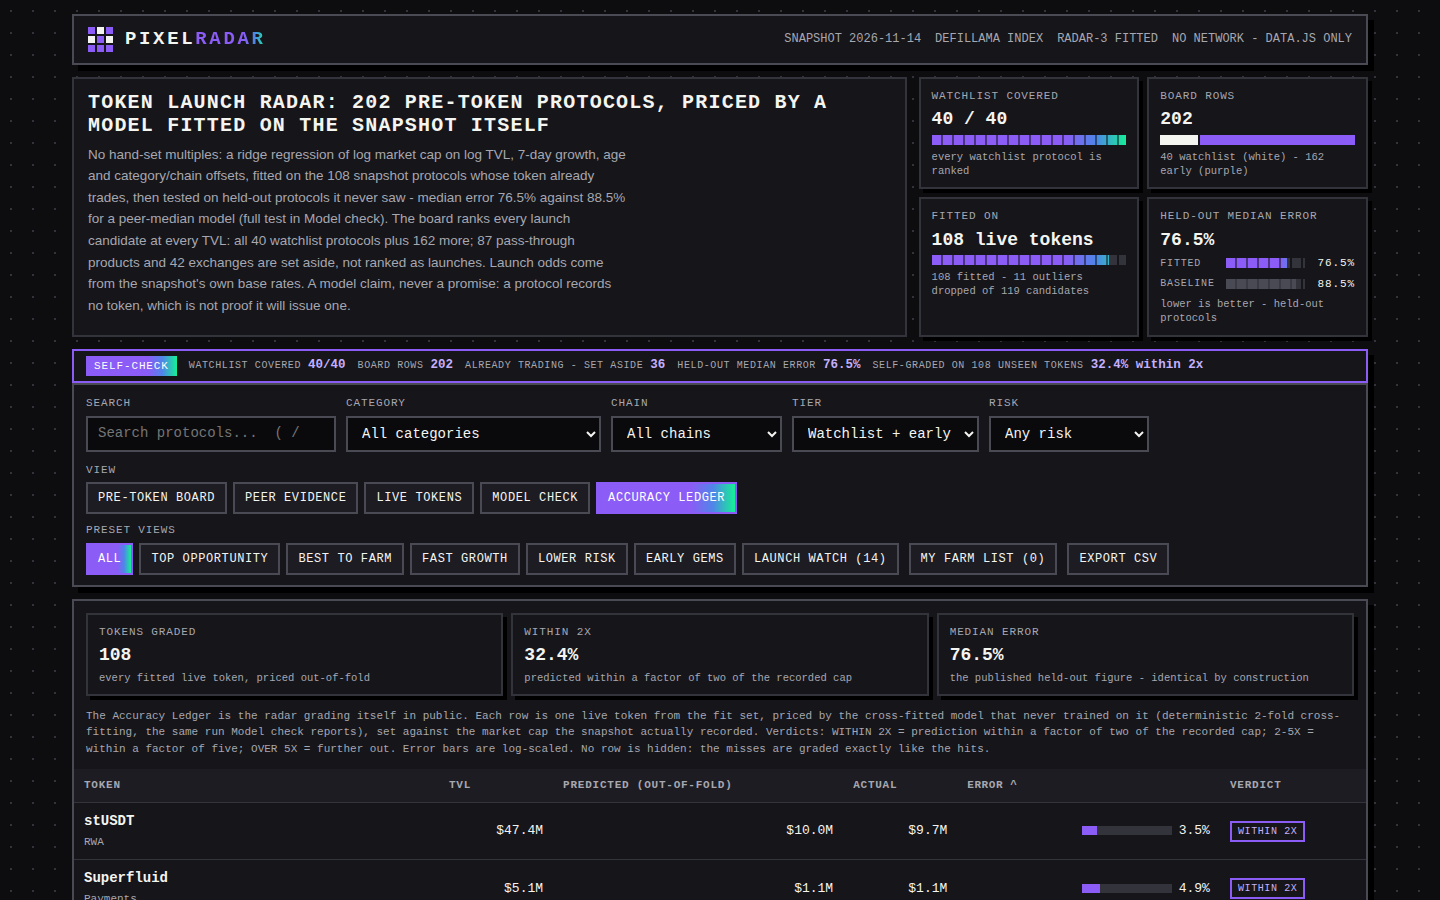 PIXELRADAR
SNAPSHOT 2026-11-14 DEFILLAMA INDEX RADAR-3 FITTED NO NETWORK - DATA.JS ONLY
TOKEN LAUNCH RADAR: 202 PRE-TOKEN PROTOCOLS, PRICED BY A
MODEL FITTED ON THE SNAPSHOT ITSELF
No hand-set multiples: a ridge regression of log market cap on log TVL, 7-day growth, age
and category/chain offsets, fitted on the 108 snapshot protocols whose token already
trades, then tested on held-out protocols it never saw - median error 76.5% against 88.5%
for a peer-median model (full test in Model check). The board ranks every launch
candidate at every TVL: all 40 watchlist protocols plus 162 more; 87 pass-through
products and 42 exchanges are set aside, not ranked as launches. Launch odds come
from the snapshot's own base rates. A model claim, never a promise: a protocol records
no token, which is not proof it will issue one.
WATCHLIST COVERED
40 / 40
every watchlist protocol is
ranked
BOARD ROWS
202
40 watchlist (white) - 162
early (purple)
FITTED ON
108 live tokens
108 fitted - 11 outliers
dropped of 119 candidates
HELD-OUT MEDIAN ERROR
76.5%
FITTED 76.5%
BASELINE 88.5%
lower is better - held-out
protocols
SELF-CHECK WATCHLIST COVERED 40/40 BOARD ROWS 202 ALREADY TRADING - SET ASIDE 36 HELD-OUT MEDIAN ERROR 76.5% SELF-GRADED ON 108 UNSEEN TOKENS 32.4% within 2x
SEARCH CATEGORY CHAIN TIER RISK
Search protocols... ( / All categories All chains Watchlist + early Any risk
VIEW
PRE-TOKEN BOARD PEER EVIDENCE LIVE TOKENS MODEL CHECK ACCURACY LEDGER
PRESET VIEWS
ALL TOP OPPORTUNITY BEST TO FARM FAST GROWTH LOWER RISK EARLY GEMS LAUNCH WATCH (14) MY FARM LIST (0) EXPORT CSV
TOKENS GRADED
108
every fitted live token, priced out-of-fold
WITHIN 2X
32.4%
predicted within a factor of two of the recorded cap
MEDIAN ERROR
76.5%
the published held-out figure - identical by construction
The Accuracy Ledger is the radar grading itself in public. Each row is one live token from the fit set, priced by the cross-fitted model that never trained on it (deterministic 2-fold cross-
fitting, the same run Model check reports), set against the market cap the snapshot actually recorded. Verdicts: WITHIN 2X = prediction within a factor of two of the recorded cap; 2-5X =
within a factor of five; OVER 5X = further out. Error bars are log-scaled. No row is hidden: the misses are graded exactly like the hits.
TOKEN TVL PREDICTED (OUT-OF-FOLD) ACTUAL ERROR ^ VERDICT
stUSDT
RWA
$47.4M $10.0M $9.7M 3.5% WITHIN 2X
Superfluid
Payments
$5.1M $1.1M $1.1M 4.9% WITHIN 2X